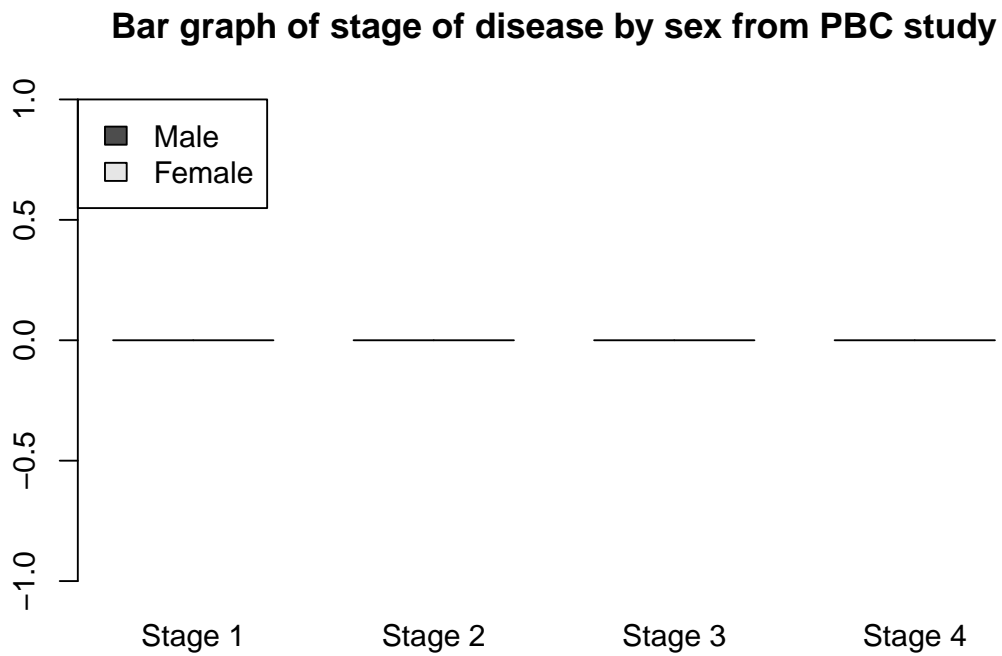 Bar graph of stage of disease by sex from PBC study
1.0
0.5
0.0
−0.5
−1.0
Male
Female
Stage 1 Stage 2 Stage 3 Stage 4